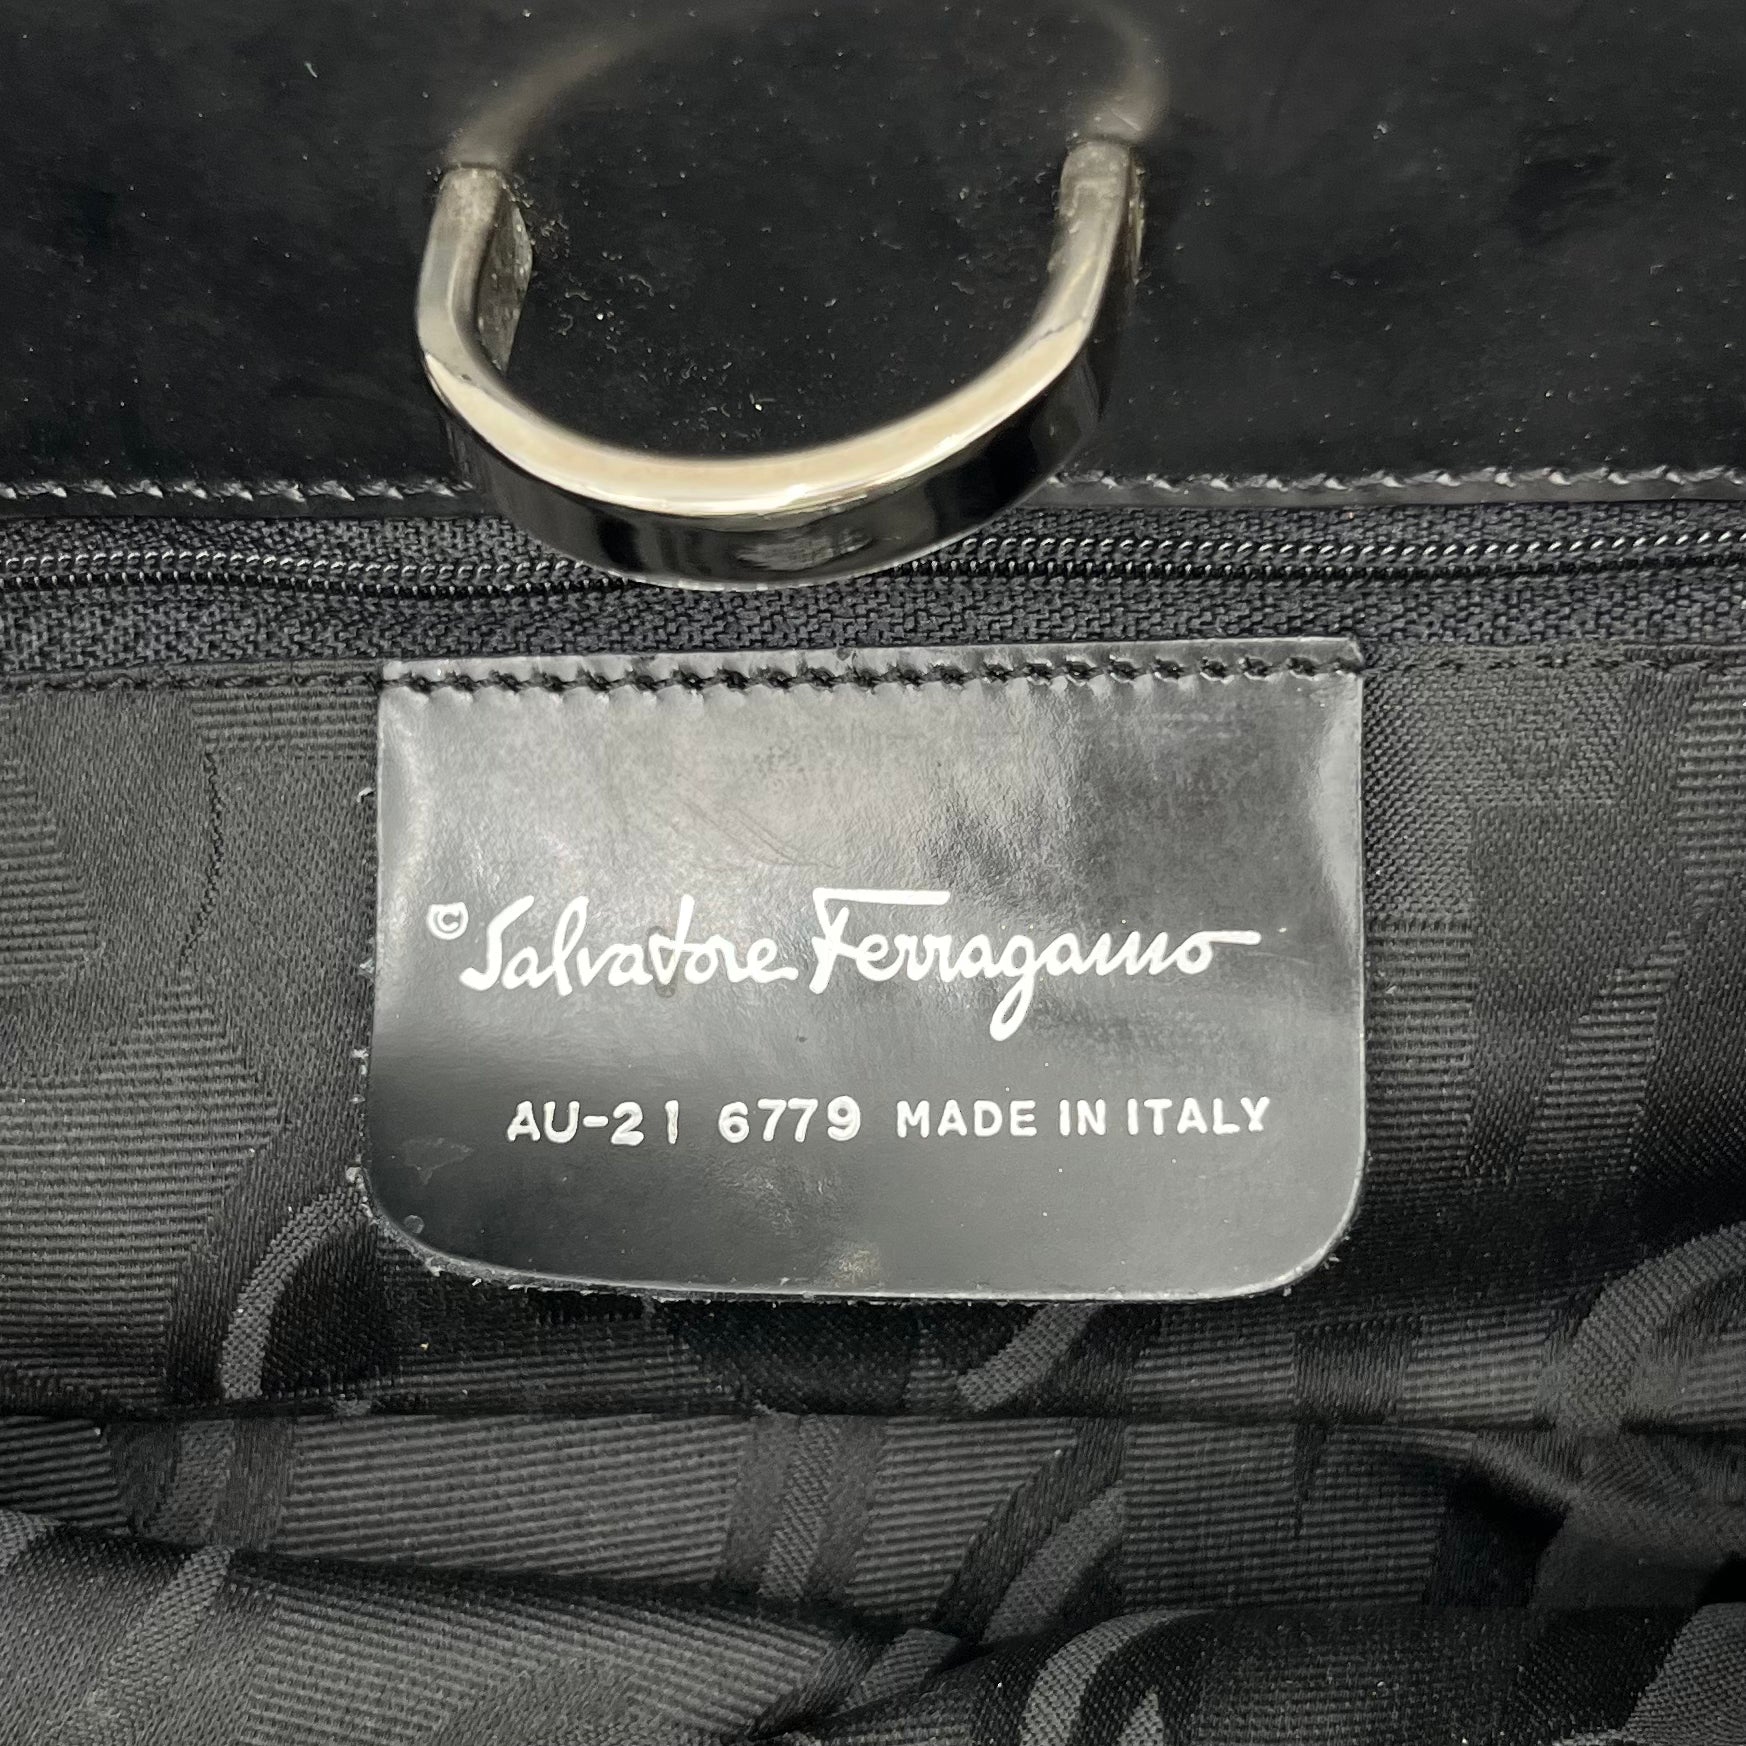 © Salvatore Ferragamo
AU-21 6779 MADE IN ITALY